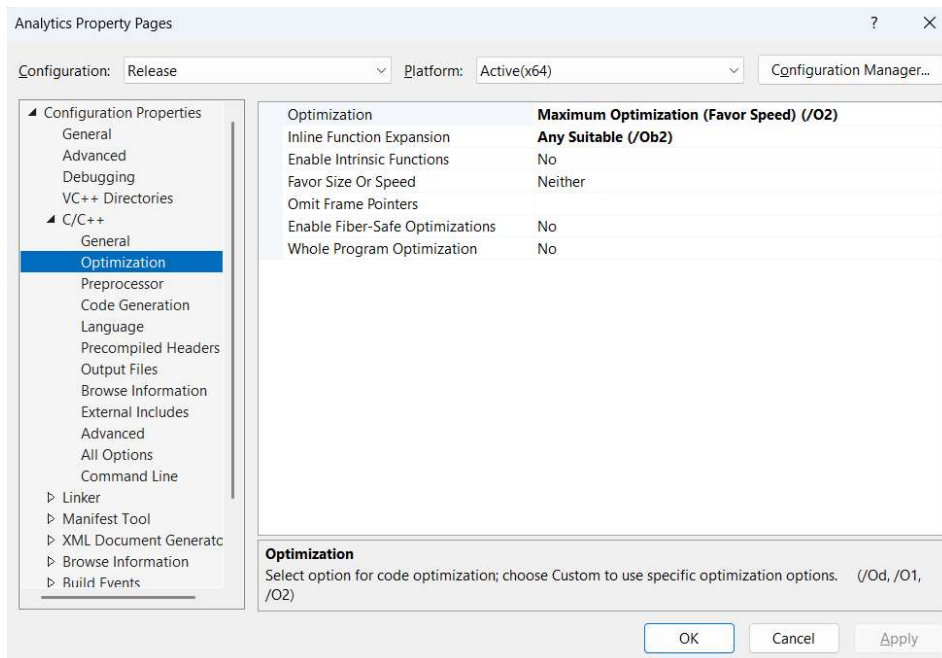 Analytics Property Pages ? ×
Configuration: Release Platform: Active(x64) Configuration Manager...
Configuration Properties
General
Advanced
Debugging
VC++ Directories
C/C++
General
Optimization
Preprocessor
Code Generation
Language
Precompiled Headers
Output Files
Browse Information
External Includes
Advanced
All Options
Command Line
Linker
Manifest Tool
XML Document Generatc
Browse Information
Build Events
Optimization Maximum Optimization (Favor Speed) (/O2)
Inline Function Expansion Any Suitable (/Ob2)
Enable Intrinsic Functions No
Favor Size Or Speed Neither
Omit Frame Pointers
Enable Fiber-Safe Optimizations No
Whole Program Optimization No
Optimization
Select option for code optimization; choose Custom to use specific optimization options. (/Od, /O1,
/O2)
OK Cancel Apply